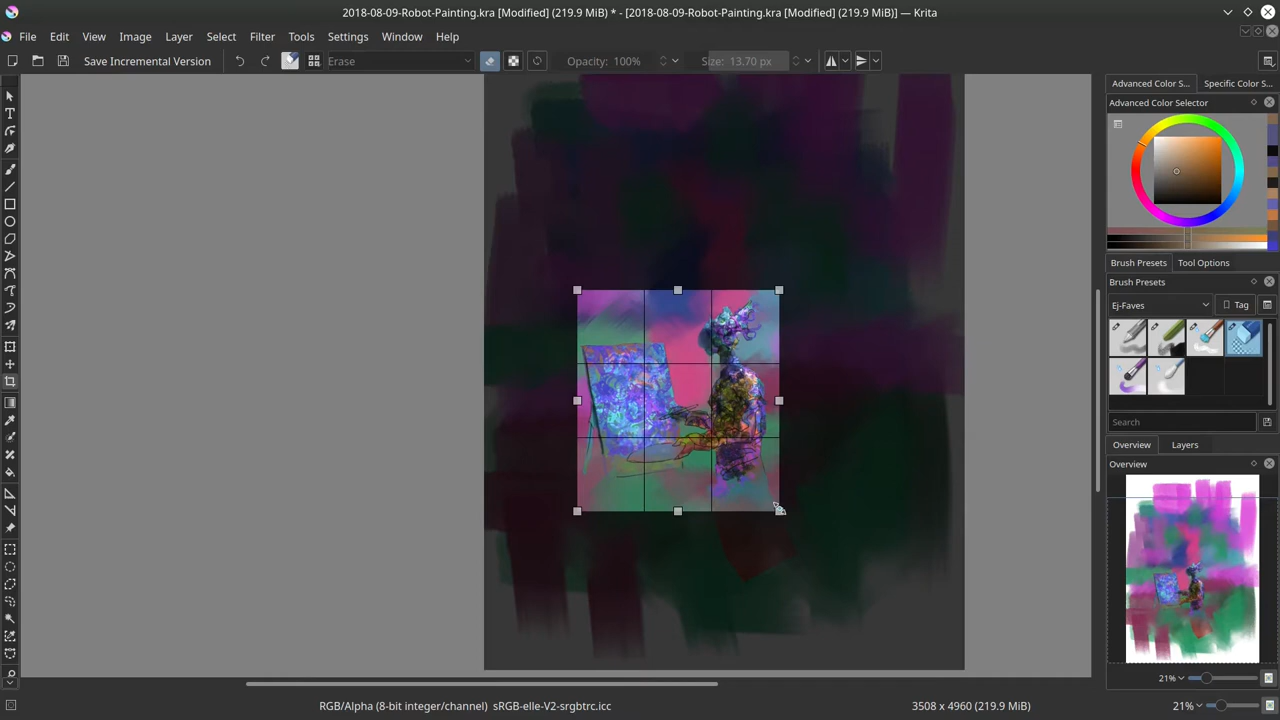 2018-08-09-Robot-Painting.kra [Modified] (219.9 MiB) * - [2018-08-09-Robot-Painting.kra [Modified] (219.9 MiB)] — Krita
File Edit View Image Layer Select Filter Tools Settings Window Help
Save Incremental Version Erase Opacity: 100% Size: 13.70 px
Advanced Color S... Specific Color S...
Advanced Color Selector
Brush Presets Tool Options
Brush Presets
Ej-Faves Tag
Search
Overview Layers
Overview
21%
RGB/Alpha (8-bit integer/channel) sRGB-elle-V2-srgbtrc.icc 3508 x 4960 (219.9 MiB) 21%